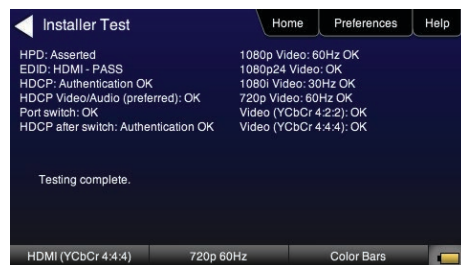 Installer Test
Home
Preferences
Help
HPD: Asserted
EDID: HDMI - PASS
HDCP: Authentication OK
HDCP Video/Audio (preferred): OK
Port switch: OK
HDCP after switch: Authentication OK
1080p Video: 60Hz OK
1080p24 Video: OK
1080i Video: 30Hz OK
720p Video: 60Hz OK
Video (YCbCr 4:2:2): OK
Video (YCbCr 4:4:4): OK
Testing complete.
HDMI (YCbCr 4:4:4)
720p 60Hz
Color Bars